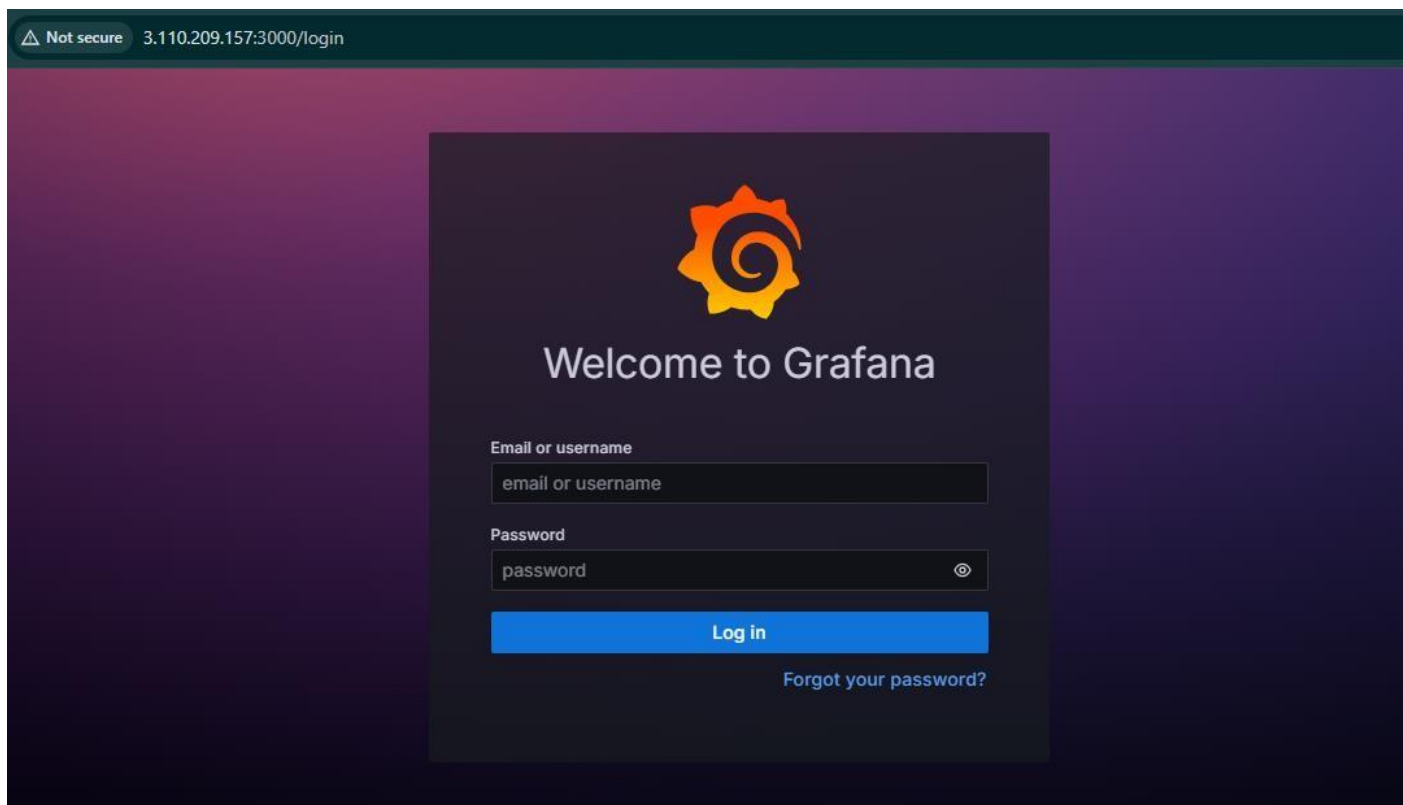 Not secure 3.110.209.157:3000/login
Welcome to Grafana
Email or username
email or username
Password
password
Log in
Forgot your password?